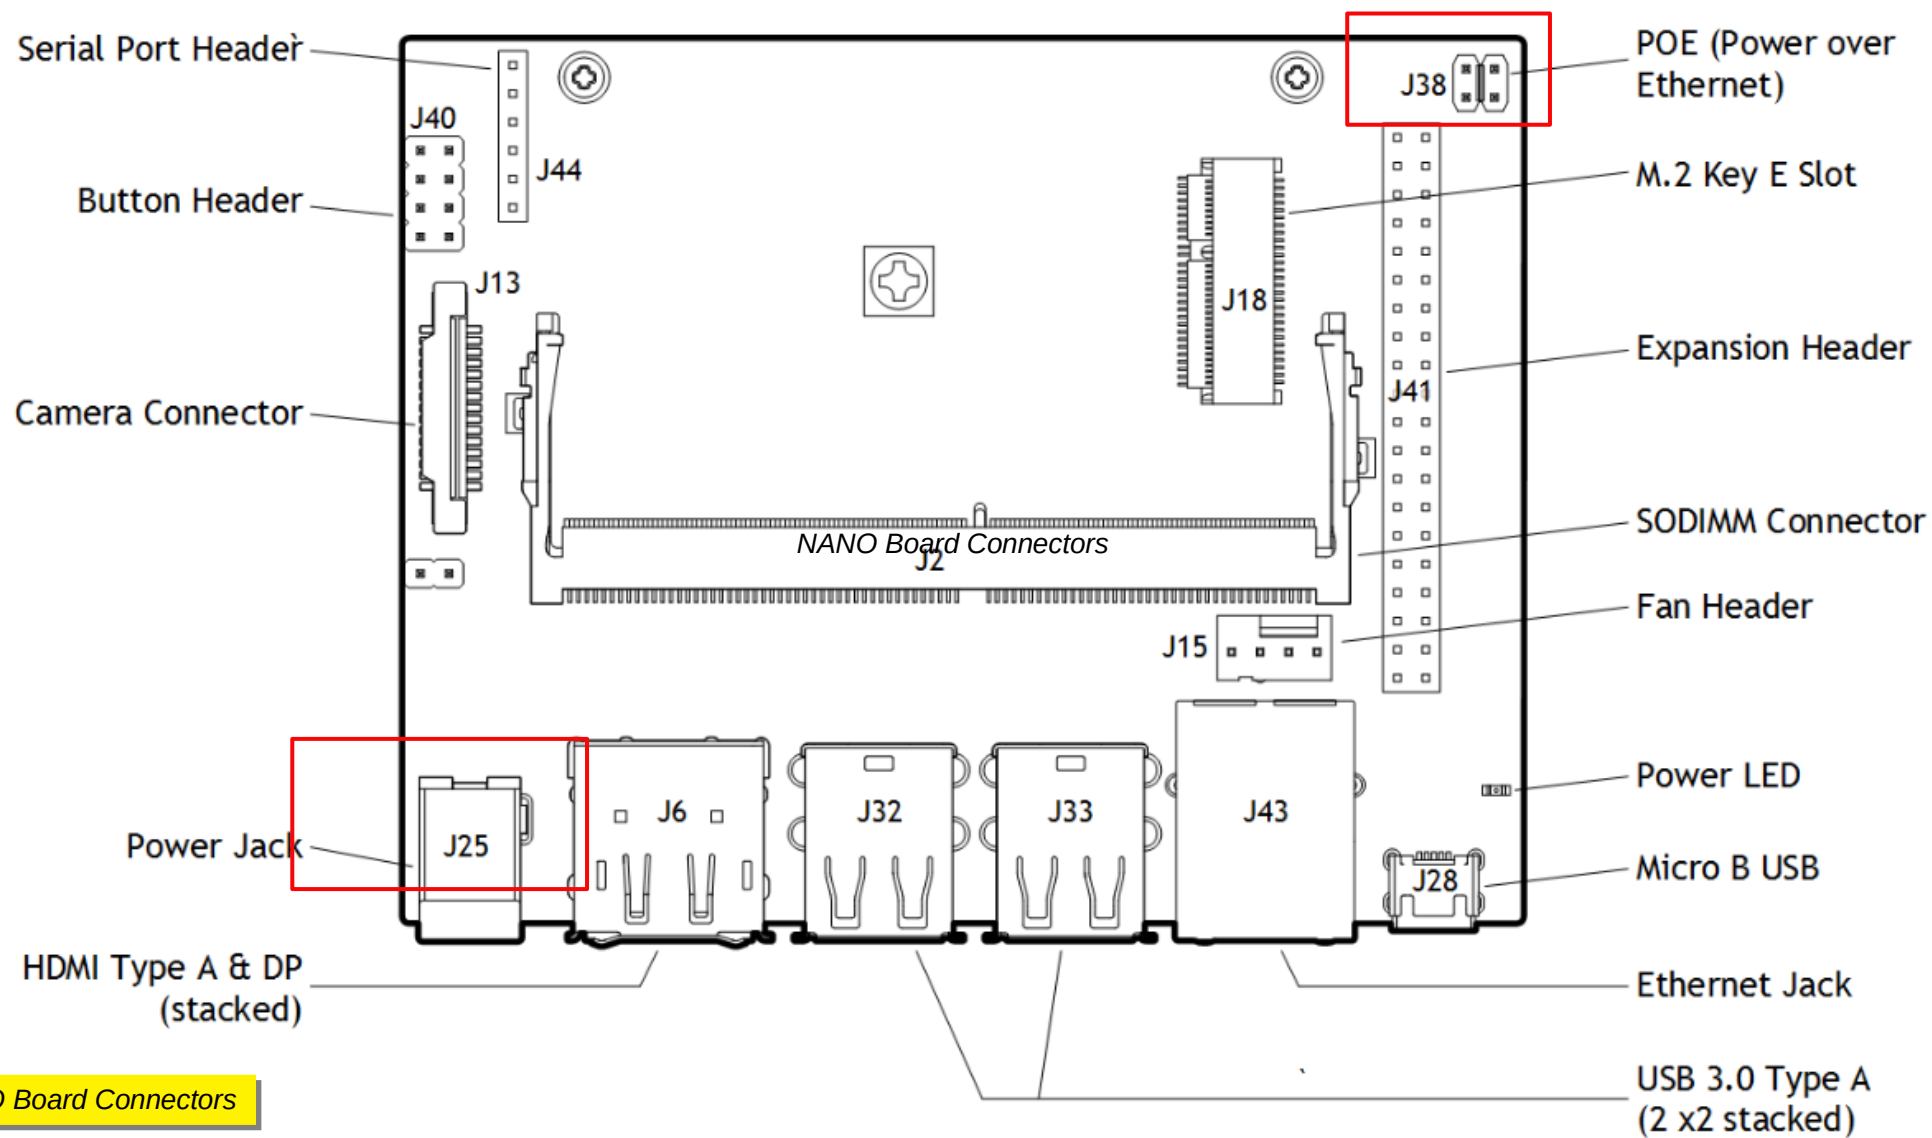 Serial Port Header
J40
J44
Button Header
J13
Camera Connector
J38
POE (Power over
Ethernet)
M.2 Key E Slot
J18
Expansion Header
J41
SODIMM Connector
NANO Board Connectors
J2
Fan Header
J15
Power Jack
J25
J6
J32
J33
J43
Power LED
J28
Micro B USB
HDMI Type A & DP
(stacked)
Ethernet Jack
USB 3.0 Type A
(2 x2 stacked)
Board Connectors